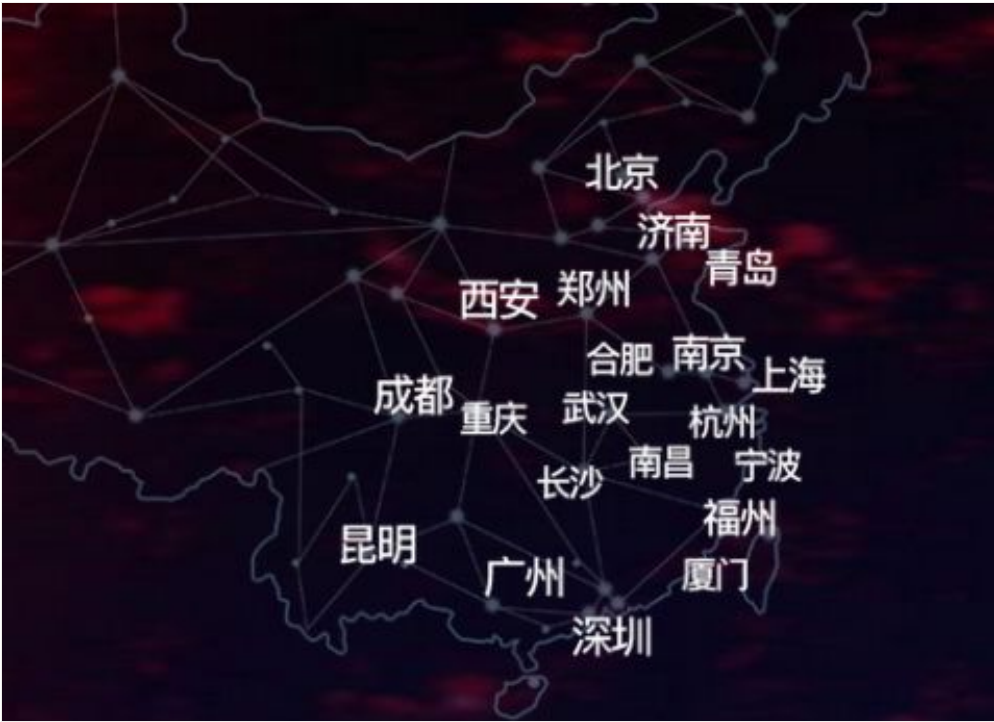 北京
济南
青岛
西安
郑州
合肥
南京
上海
成都
重庆
武汉
杭州
南昌
宁波
长沙
福州
昆明
广州
厦门
深圳